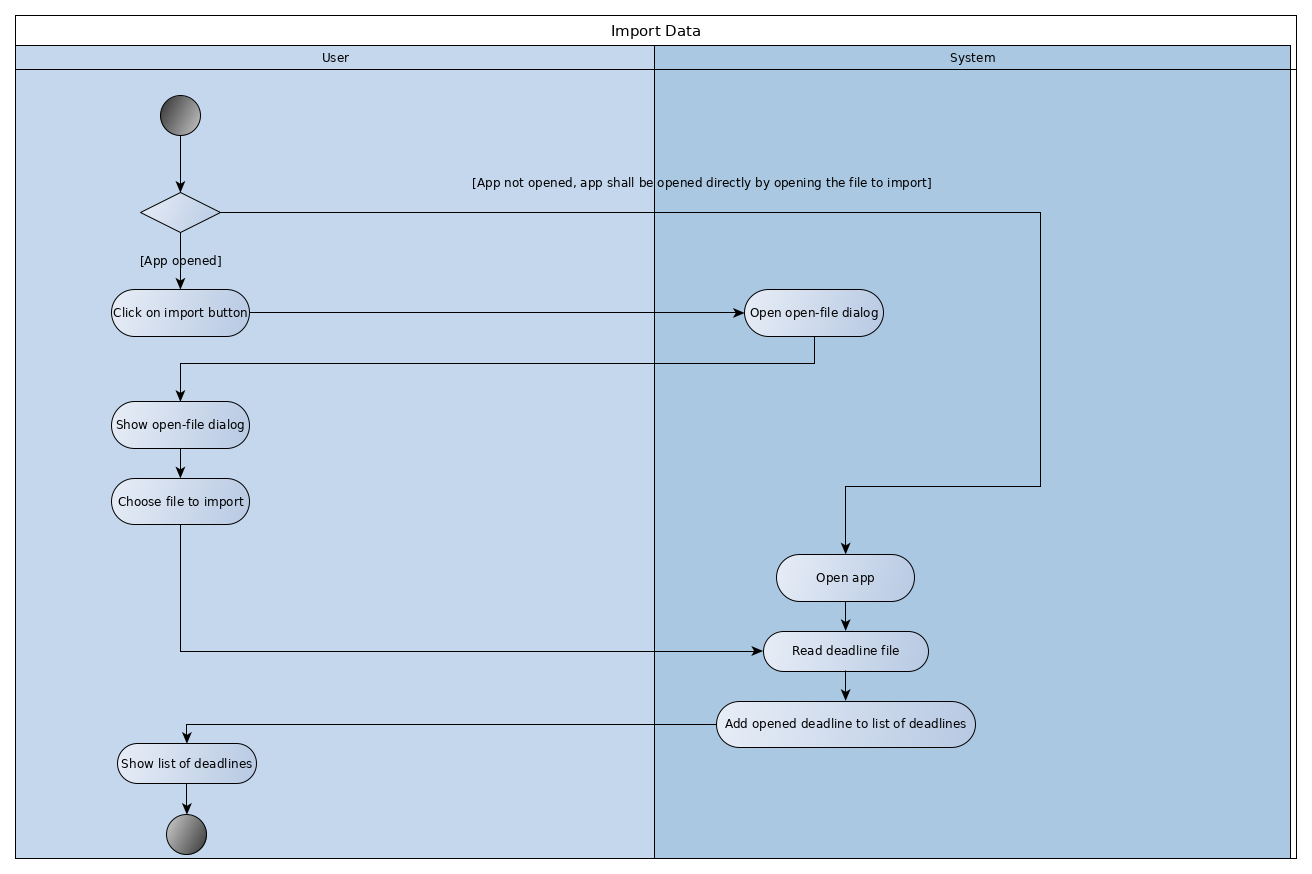 Import Data
User
System
[App not opened, app shall be opened directly by opening the file to import]
[App opened]
Click on import button
Open open-file dialog
Show open-file dialog
Choose file to import
Open app
Read deadline file
Add opened deadline to list of deadlines
Show list of deadlines